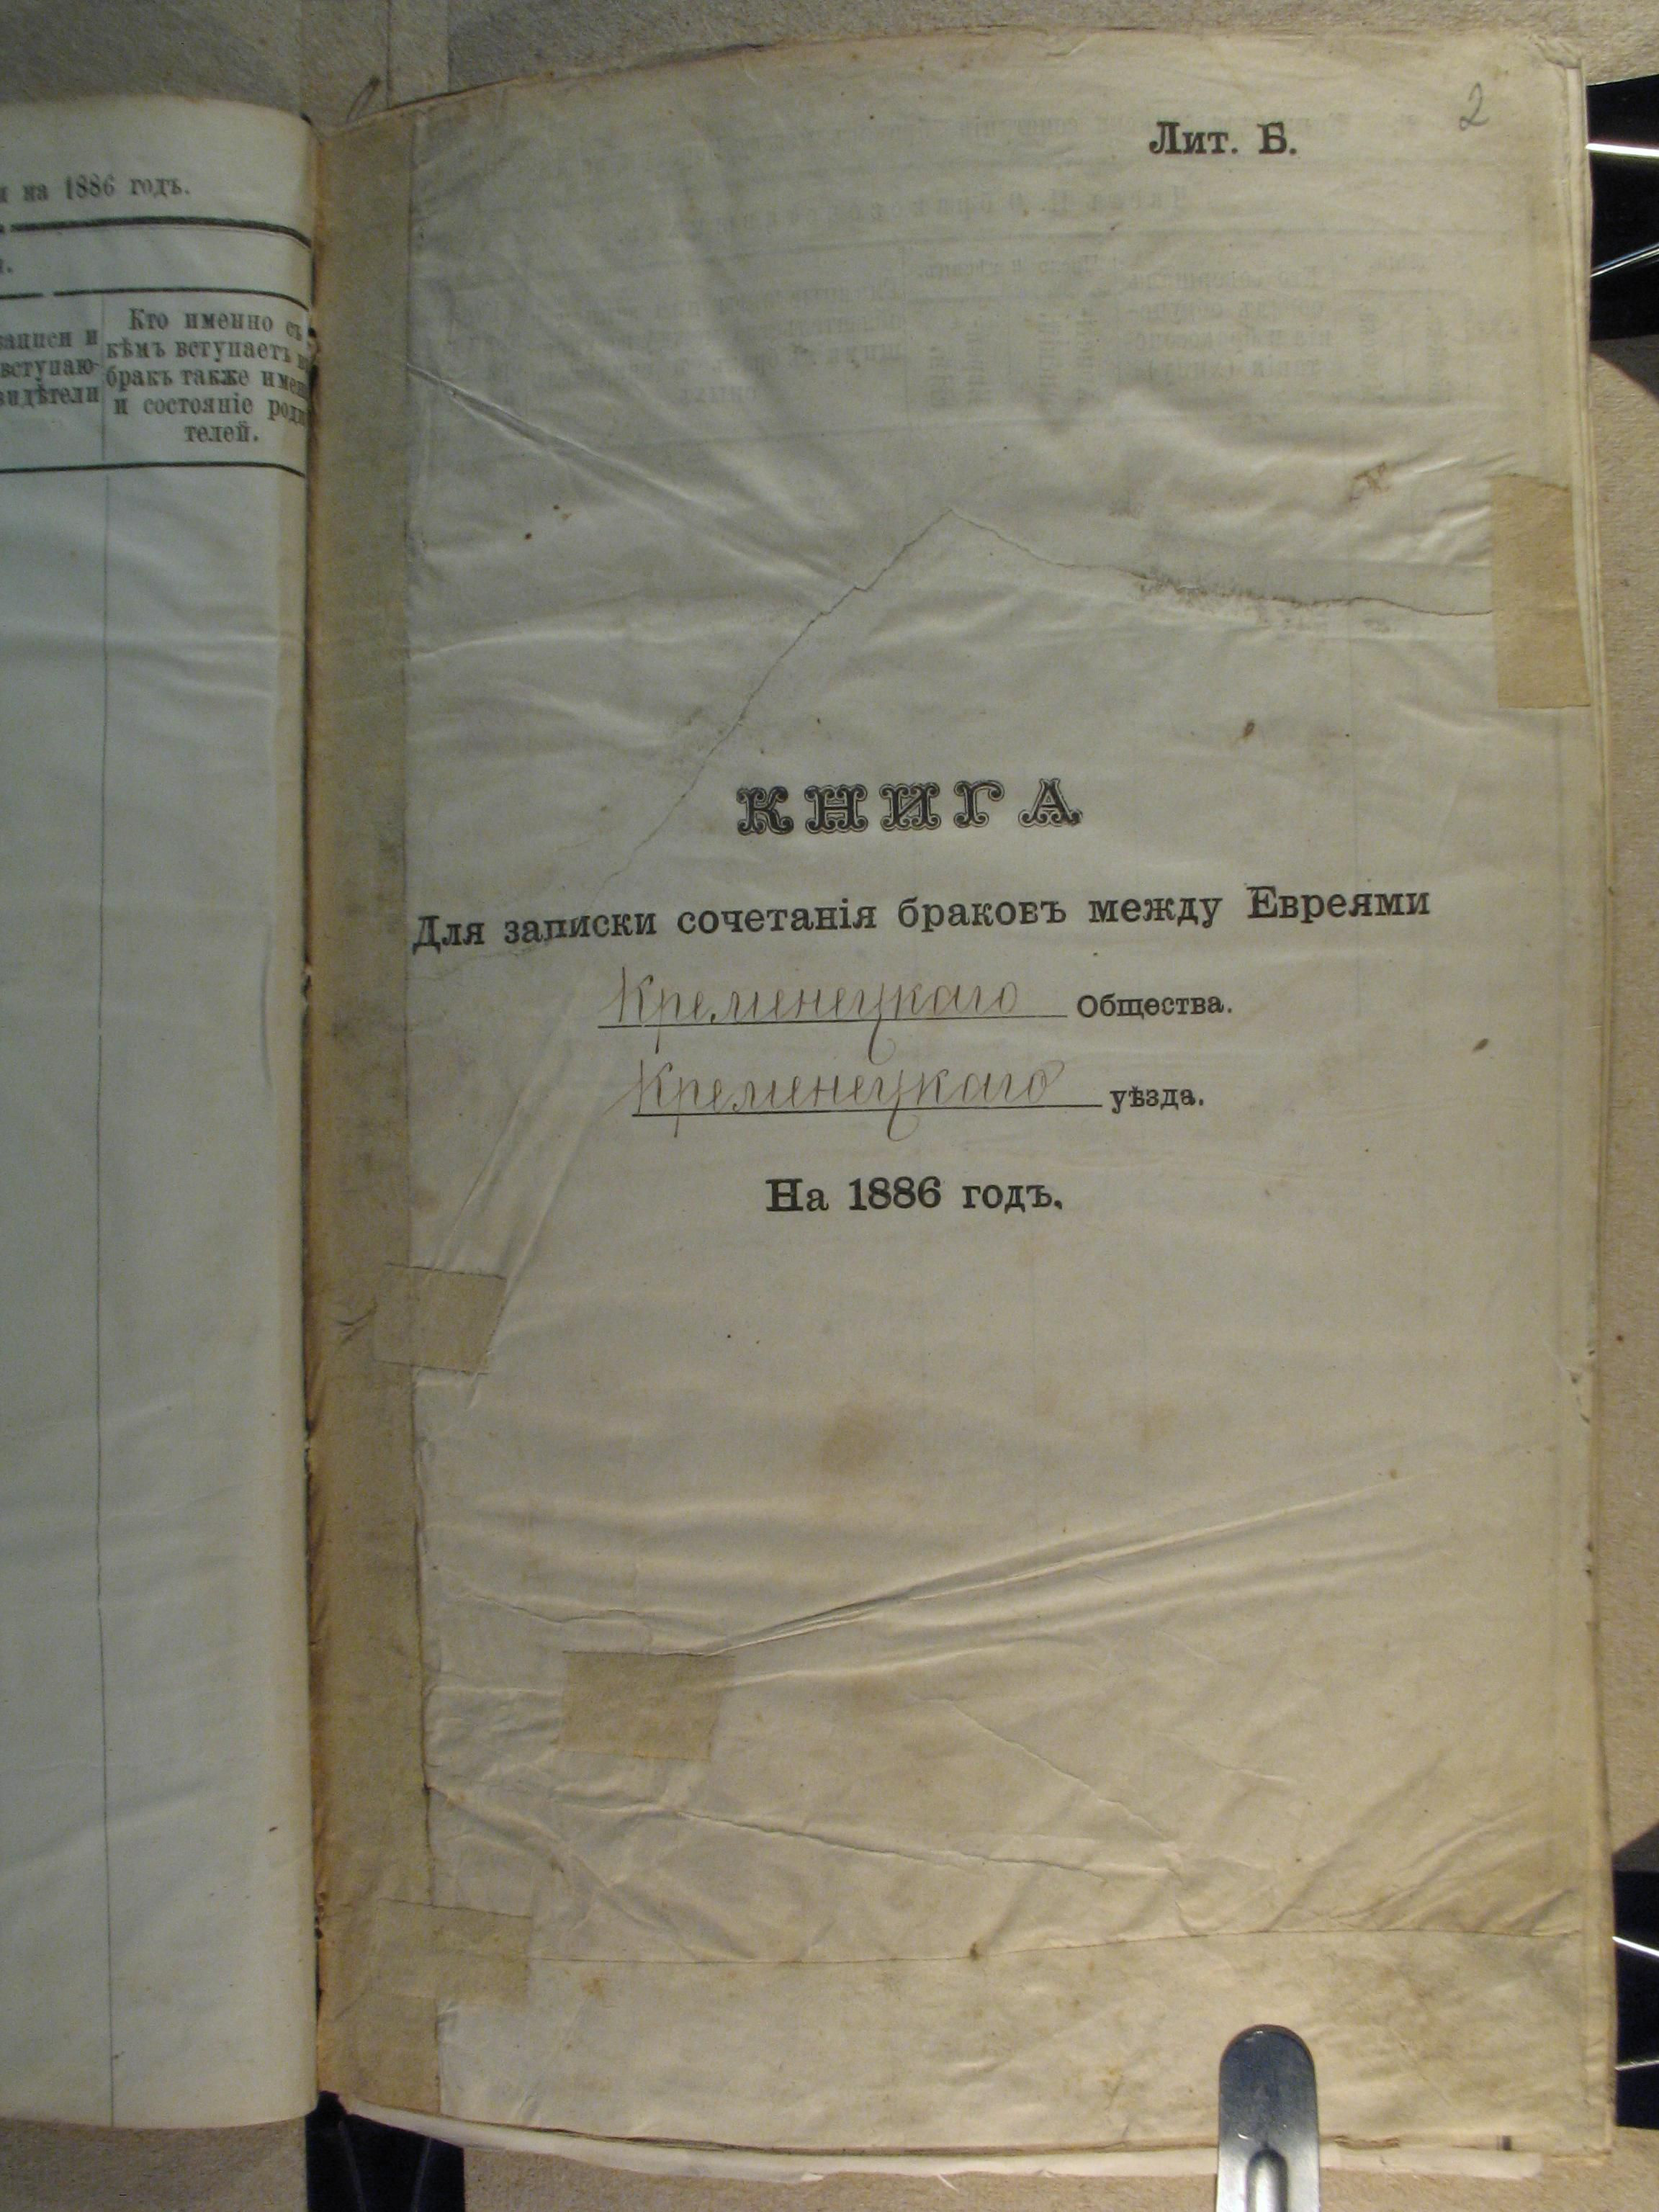 на 1886 годъ.
записи и
вступаю-
видѣтели
Кто именно съ
кѣмъ вступаетъ
бракъ также имен
и состояніе роди
телей.
2
Лит. Б.
КНИГА
Для записки сочетанія браковъ между Евреями
Кременецкаго Общества.
Кременецкаго уѣзда.
На 1886 годъ.